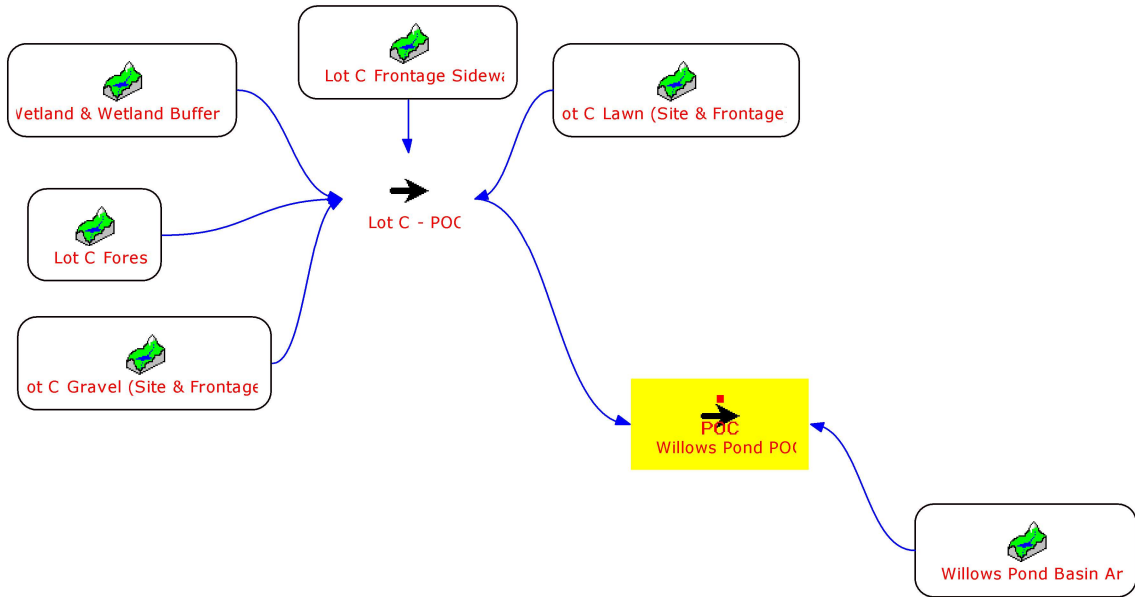 Lot C Frontage Sidewa
Wetland & Wetland Buffer
ot C Lawn (Site & Frontage
Lot C - POC
Lot C Fores
ot C Gravel (Site & Frontage
POC
Willows Pond POC
Willows Pond Basin Ar